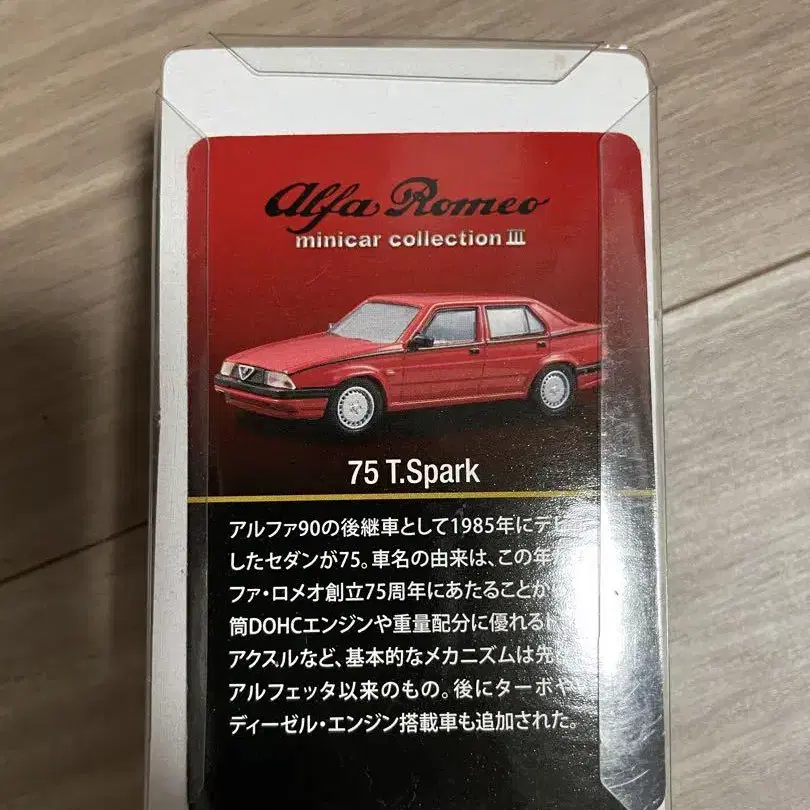 Alfa Romeo
minicar collection III
75 T.Spark
アルファ90の後継車として1985年にデビ
したセダンが75。車名の由来は、この年
ファ・ロメオ創立75周年にあたることか
筒DOHCエンジンや重量配分に優れる
アクスルなど、基本的なメカニズムは先
アルフェッタ以来のもの。後にターボや
ディーゼル・エンジン搭載車も追加された。